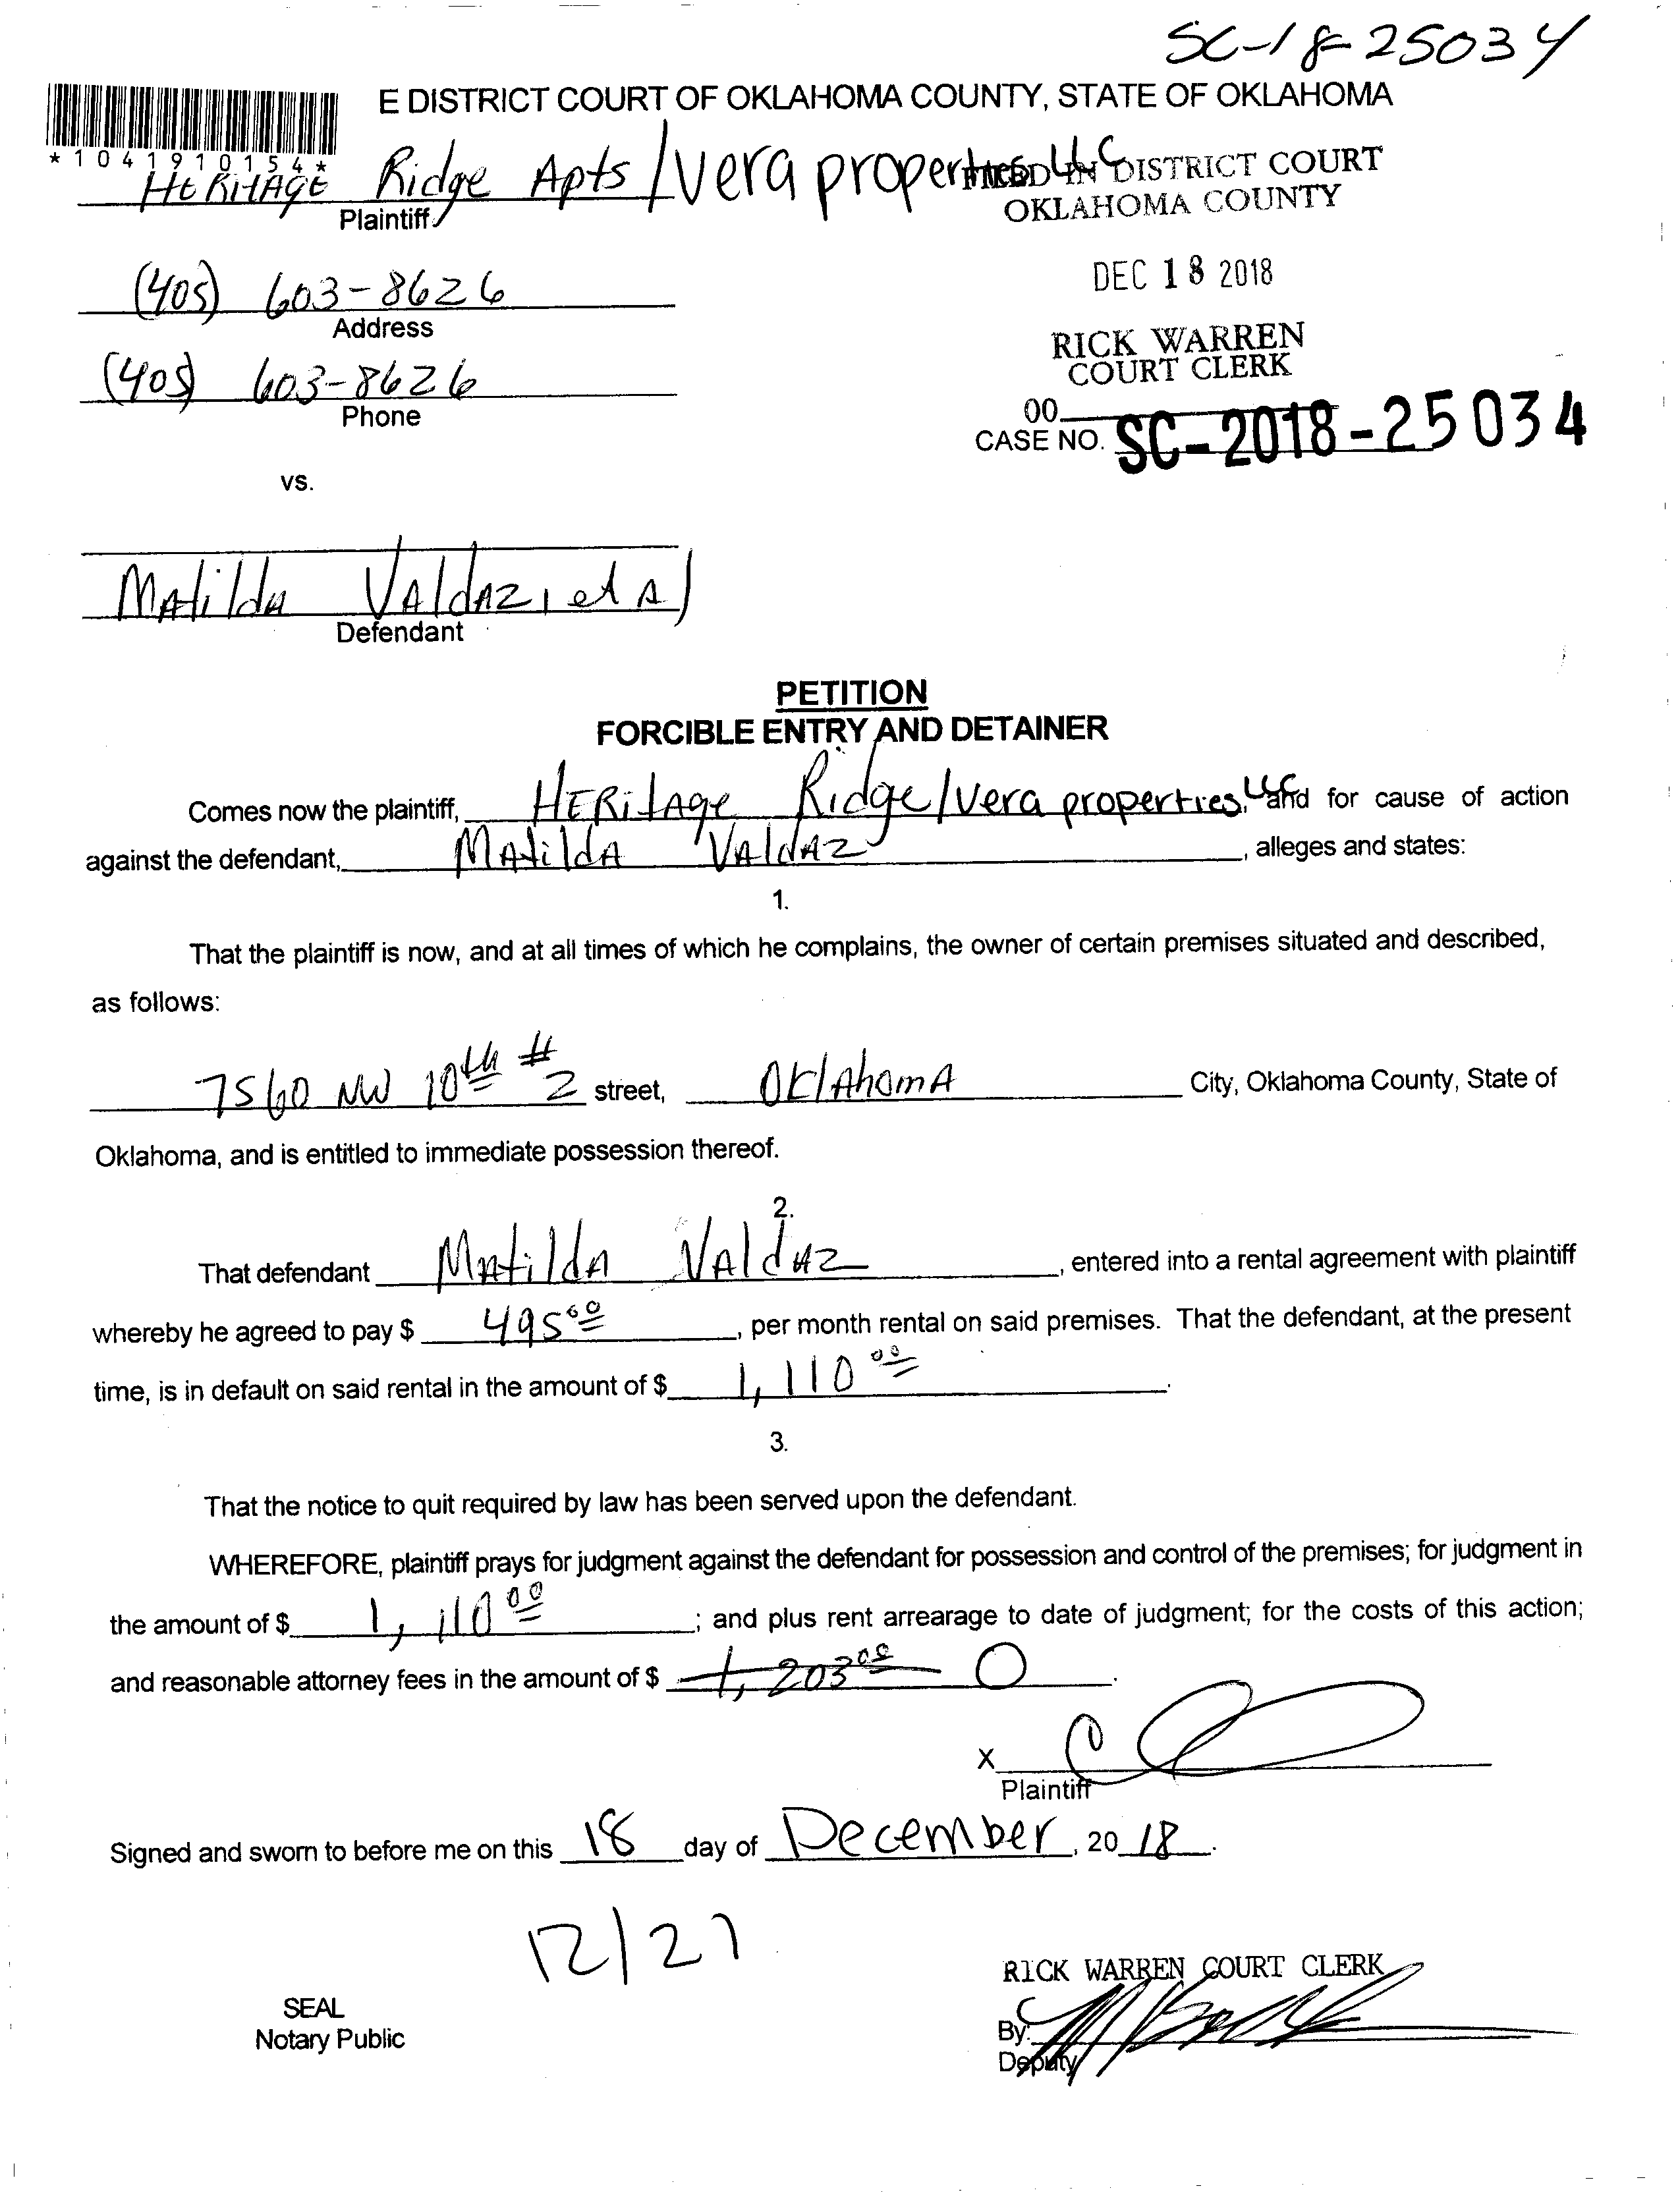 SC-18-25034
E DISTRICT COURT OF OKLAHOMA COUNTY, STATE OF OKLAHOMA
*1041910154*
HERITAGE Ridge Apts/vera properties LLC
Plaintiff
FILED IN DISTRICT COURT
OKLAHOMA COUNTY
(405) 603-8626
Address
DEC 18 2018
(405) 603-8626
Phone
RICK WARREN
COURT CLERK
00
CASE NO. SC-2018-25034
vs.
Matilda Valdaz, et al
Defendant
PETITION
FORCIBLE ENTRY AND DETAINER
Comes now the plaintiff, HERitage Ridge/vera properties, LLC and for cause of action
against the defendant, Matilda Valdaz, alleges and states:
1.
That the plaintiff is now, and at all times of which he complains, the owner of certain premises situated and described,
as follows:
7560 NW 10th # 2 street, Oklahoma City, Oklahoma County, State of
Oklahoma, and is entitled to immediate possession thereof.
2.
That defendant Matilda Valdaz, entered into a rental agreement with plaintiff
whereby he agreed to pay $ 495.00, per month rental on said premises. That the defendant, at the present
time, is in default on said rental in the amount of $ 1,110.00.
3.
That the notice to quit required by law has been served upon the defendant.
WHEREFORE, plaintiff prays for judgment against the defendant for possession and control of the premises; for judgment in
the amount of $ 1,110.00; and plus rent arrearage to date of judgment; for the costs of this action;
and reasonable attorney fees in the amount of $ 1,203.00 0.
X
Plaintiff
Signed and sworn to before me on this 18 day of December, 2018.
12/27
SEAL
Notary Public
RICK WARREN COURT CLERK
By:
Deputy